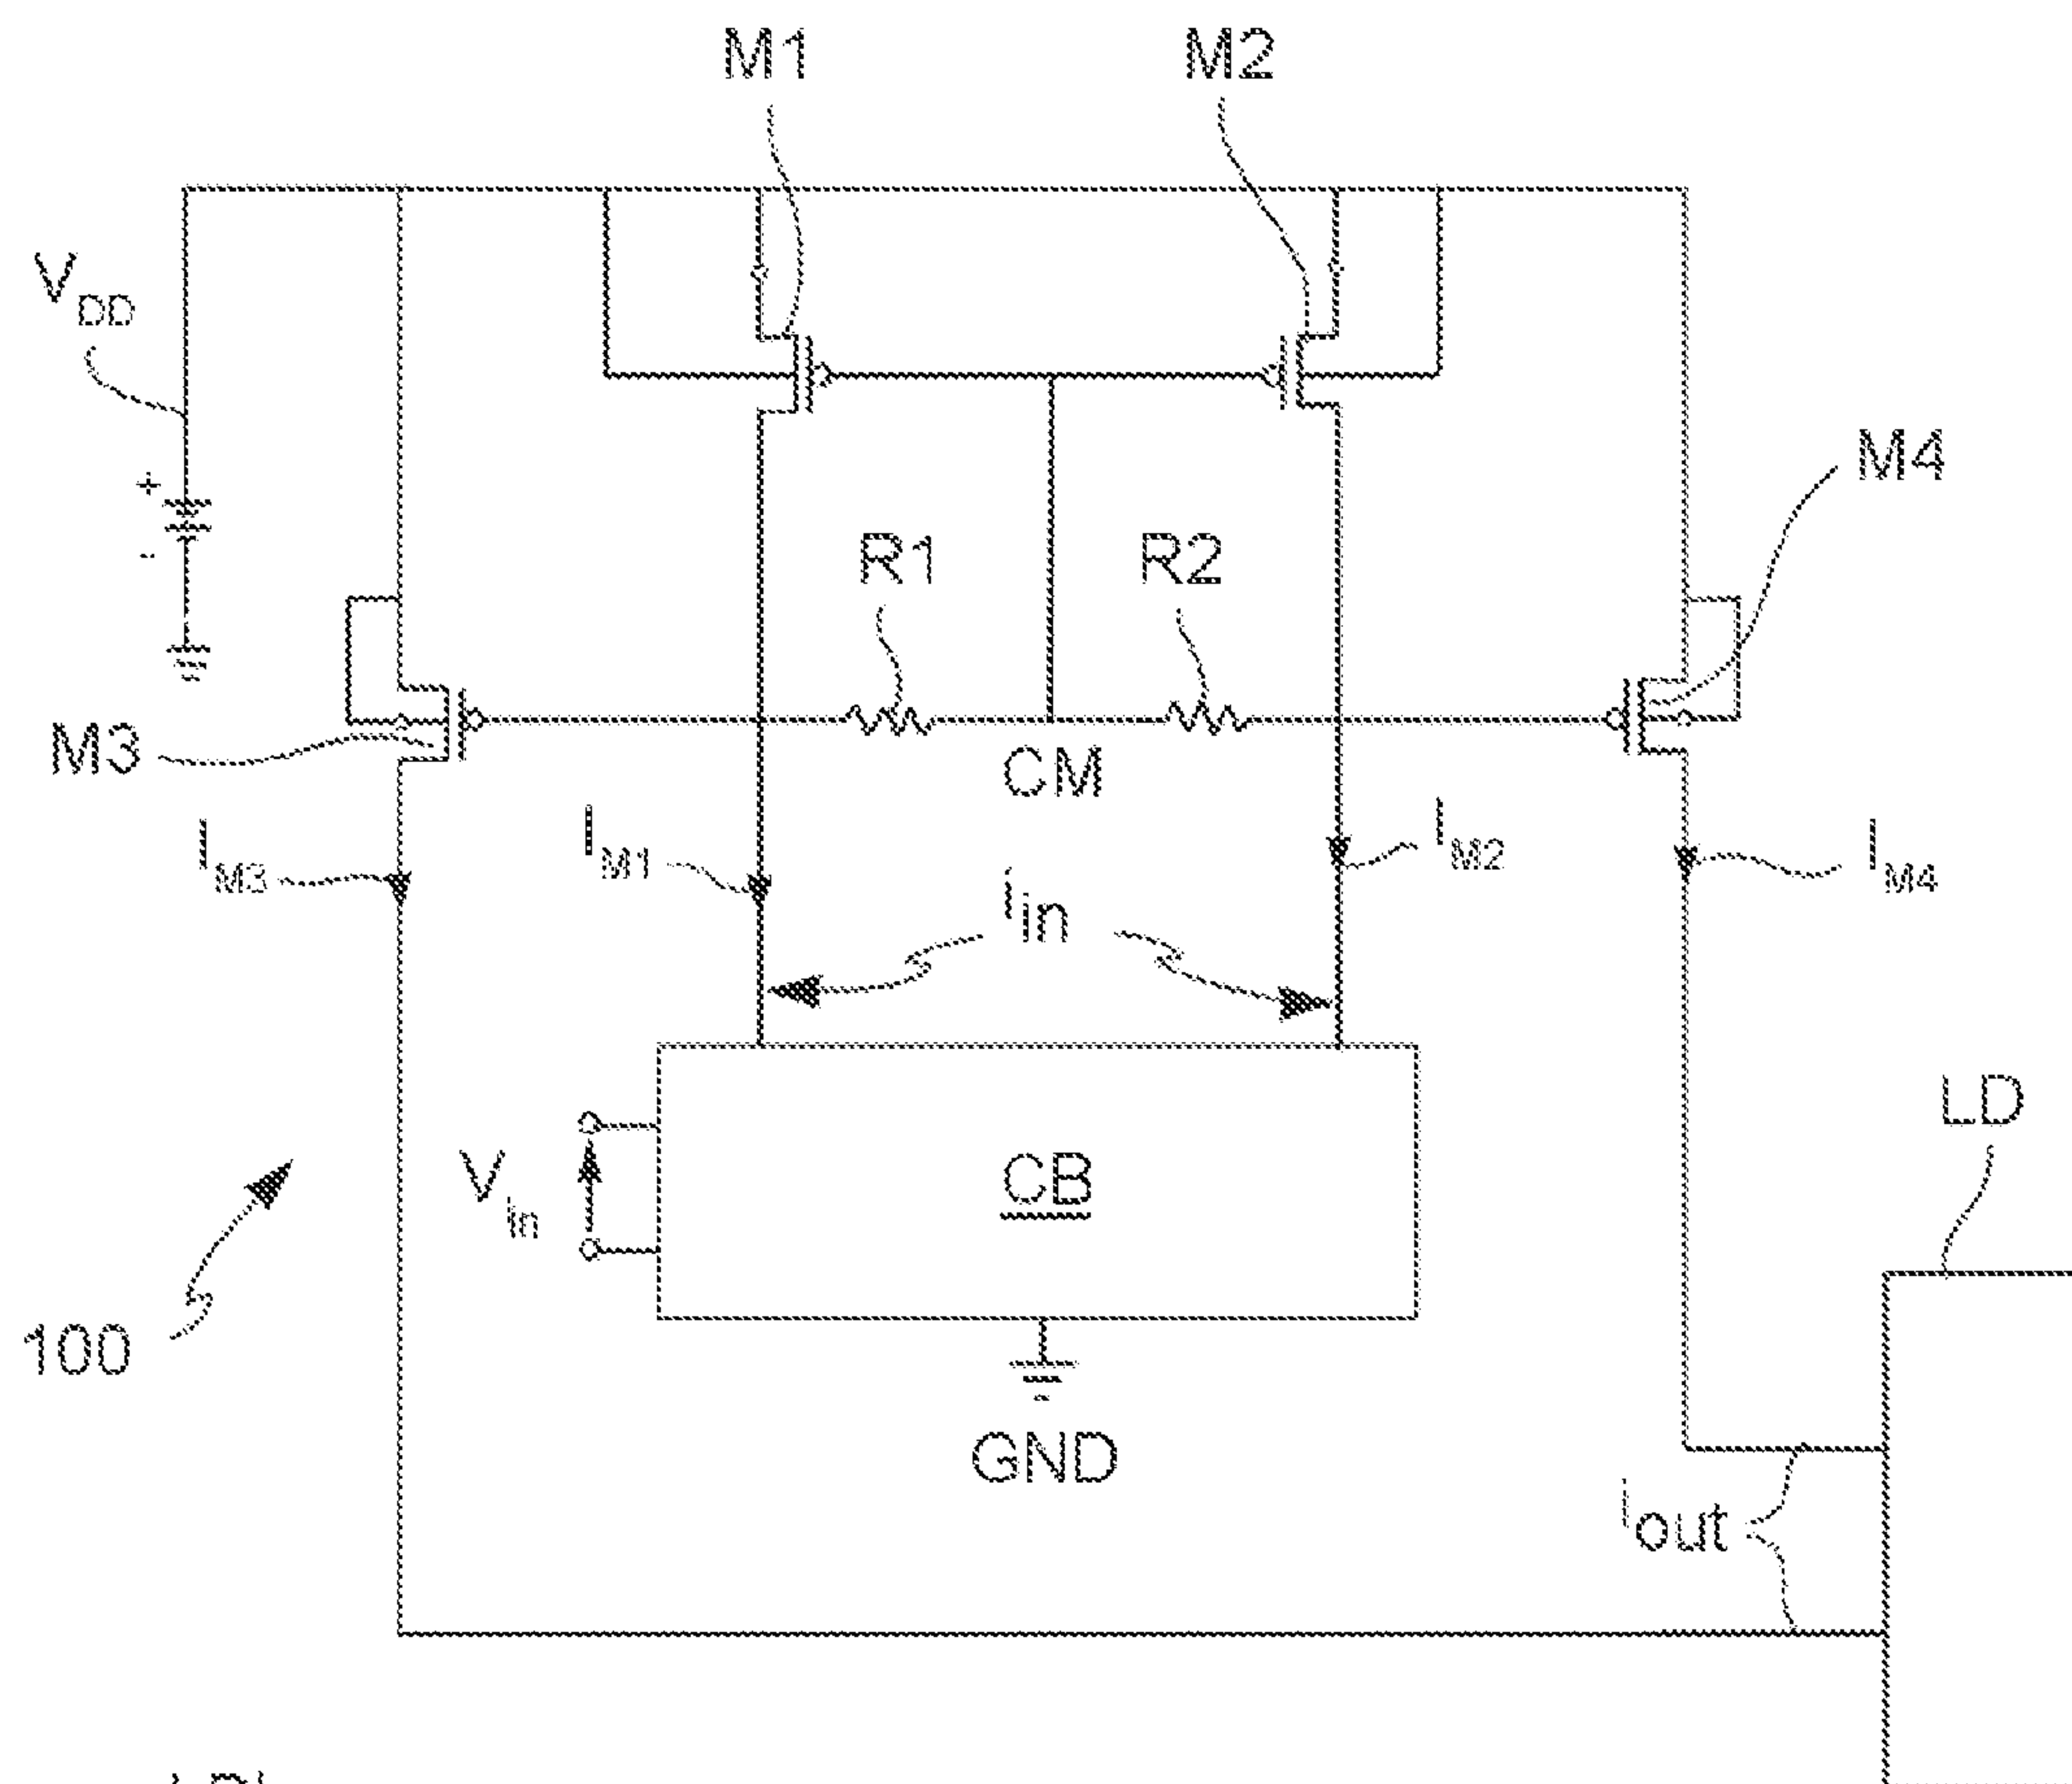 M1
M2
VDD
+
-
M4
R1
R2
M3
CM
IM3
IM1
IM2
IM4
Iin
LD
Vin
CB
100
GND
Iout